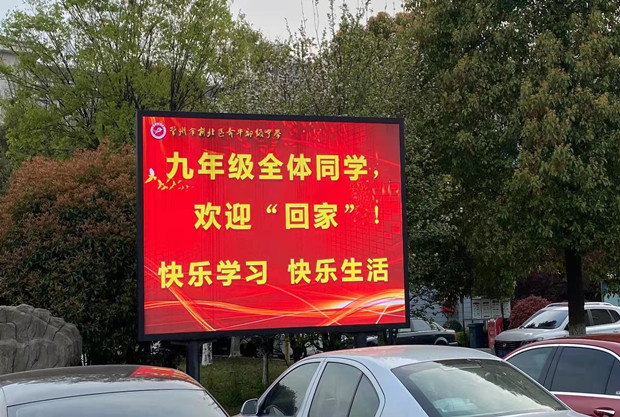 常州市新北区奔牛初级中学
九年级全体同学，
欢迎“回家”！
快乐学习 快乐生活